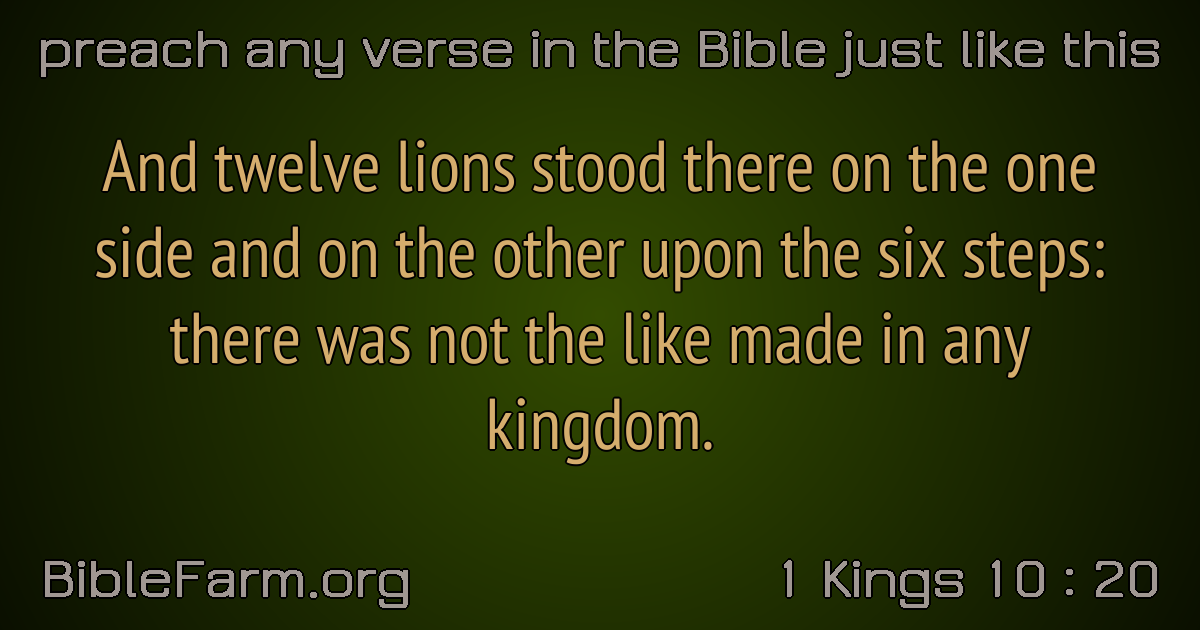 preach any verse in the Bible just like this
And twelve lions stood there on the one
side and on the other upon the six steps:
there was not the like made in any
kingdom.
BibleFarm.org
1 Kings 10 : 20